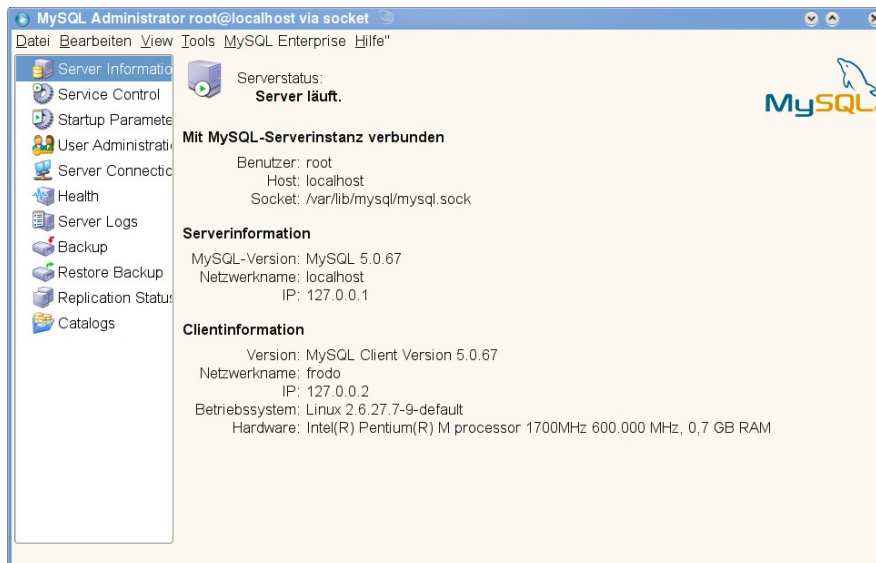 MySQL Administrator root@localhost via socket
Datei Bearbeiten View Tools MySQL Enterprise Hilfe"
Server Informatio
Service Control
Startup Paramete
User Administrati
Server Connectic
Health
Server Logs
Backup
Restore Backup
Replication Status
Catalogs
Serverstatus:
Server läuft.
MySQL
Mit MySQL-Serverinstanz verbunden
Benutzer: root
Host: localhost
Socket: /var/lib/mysql/mysql.sock
Serverinformation
MySQL-Version: MySQL 5.0.67
Netzwerkname: localhost
IP: 127.0.0.1
Clientinformation
Version: MySQL Client Version 5.0.67
Netzwerkname: frodo
IP: 127.0.0.2
Betriebssystem: Linux 2.6.27.7-9-default
Hardware: Intel(R) Pentium(R) M processor 1700MHz 600.000 MHz, 0,7 GB RAM